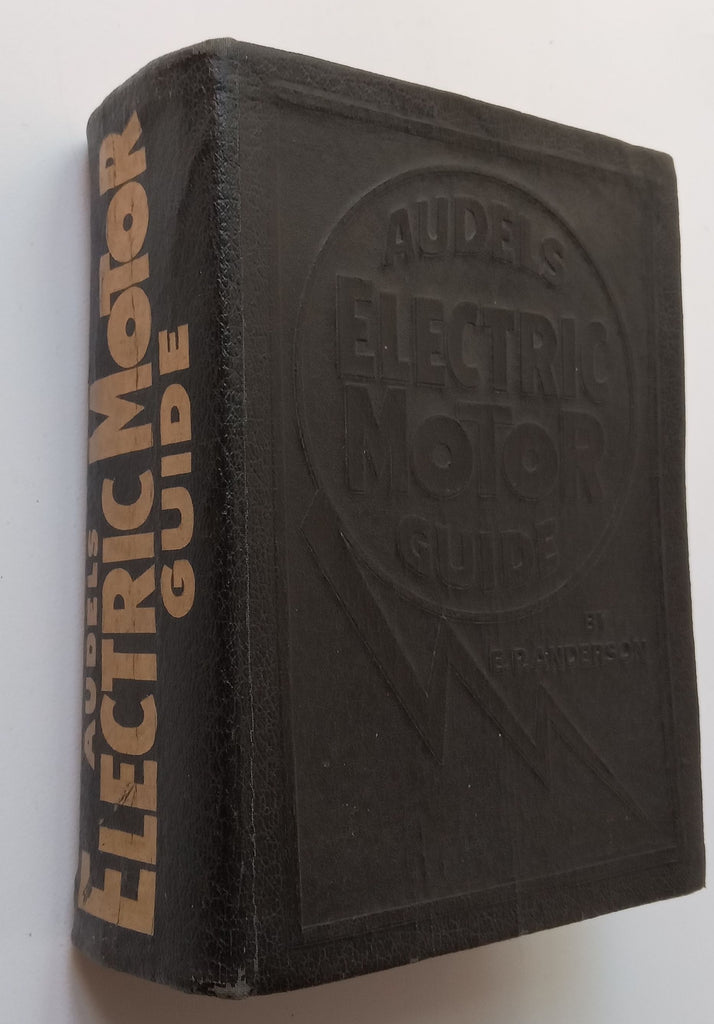 AUDELS
ELECTRIC MOTOR
GUIDE
AUDELS
ELECTRIC
MOTOR
GUIDE
BY
E.P. ANDERSON